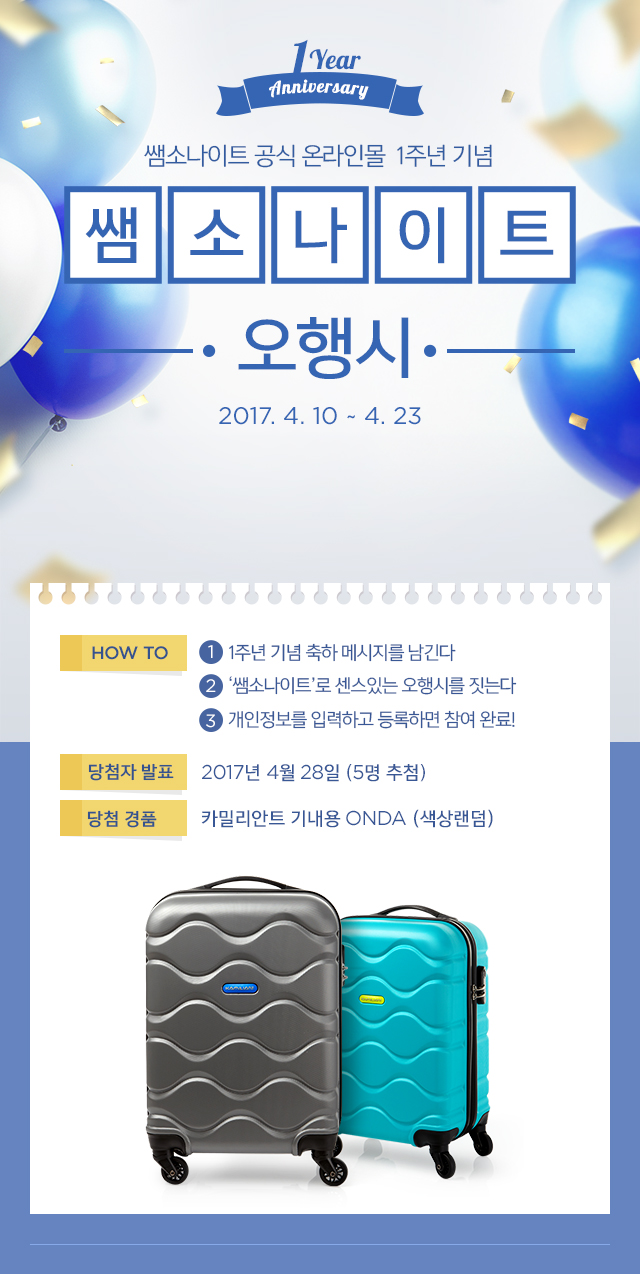 1 Year
Anniversary
쌤소나이트 공식 온라인몰 1주년 기념
쌤소나이트
오행시
2017. 4. 10 ~ 4. 23
HOW TO
1 1주년 기념 축하 메시지를 남긴다
2 ‘쌤소나이트’로 센스있는 오행시를 짓는다
3 개인정보를 입력하고 등록하면 참여 완료!
당첨자 발표 2017년 4월 28일 (5명 추첨)
당첨 경품 카밀리안트 기내용 ONDA (색상랜덤)